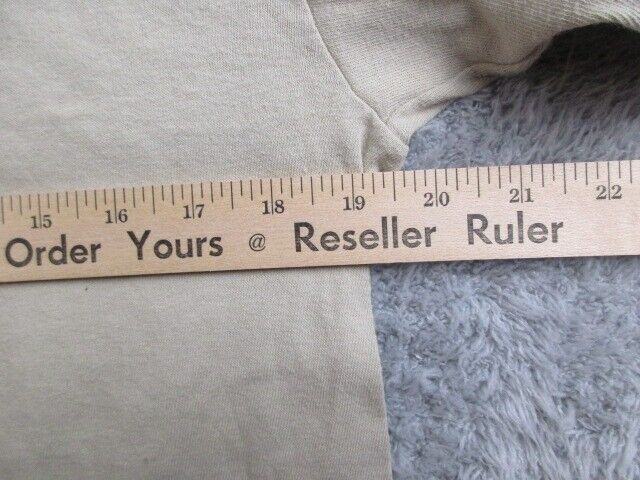 15 16 17 18 19 20 21 22
Order Yours @ Reseller Ruler